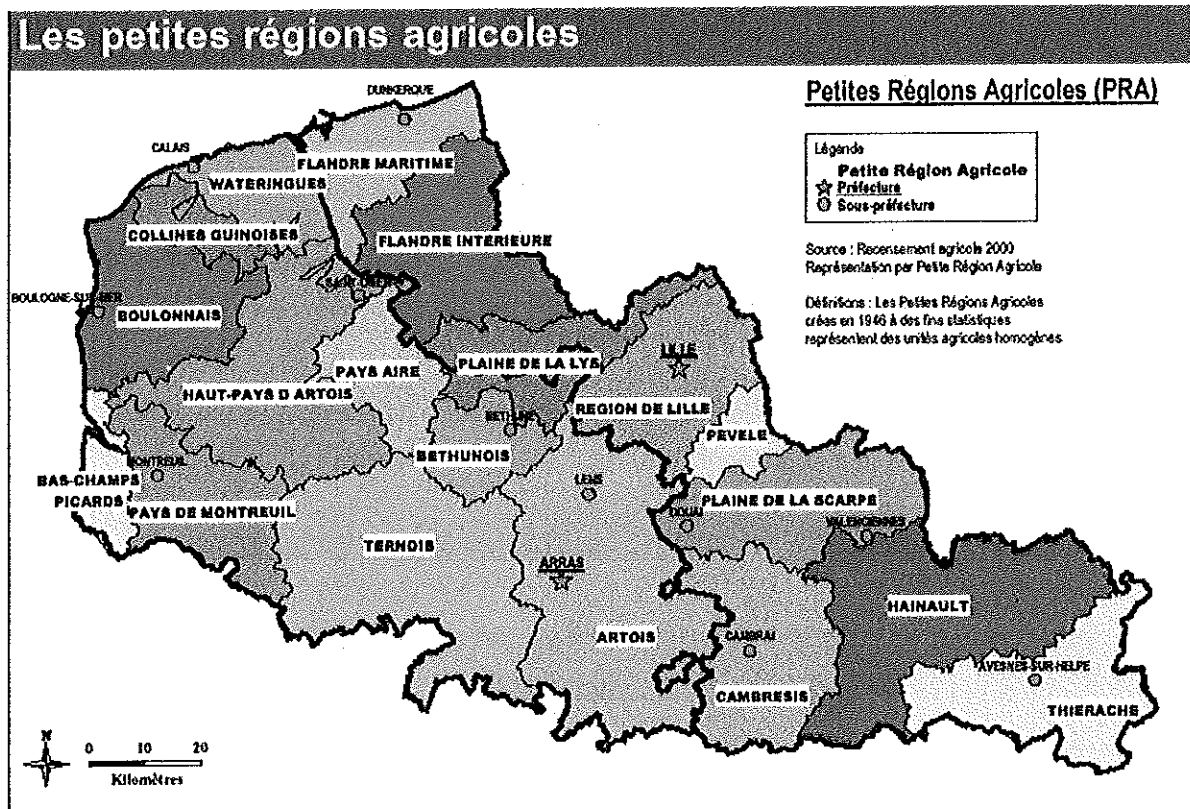 Les petites régions agricoles
Petites Régions Agricoles (PRA)
Légende
Petite Région Agricole
Préfecture
Sous-préfecture
Source : Recensement agricole 2000
Représentation par Petite Région Agricole
Définitions : Les Petites Régions Agricoles
crées en 1946 à des fins statistiques
représentent des unités agricoles homogènes
DUNKERQUE
CALAIS
FLANDRE MARITIME
WATERINGUES
COLLINES GUINOISES
FLANDRE INTERIEURE
BOULOGNE-SUR-MER
BOULONNAIS
LILLE
PLAINE DE LA LYS
PAYS AIRE
HAUT-PAYS D ARTOIS
REGION DE LILLE
BETHUNE
PEVELE
BETHUNOIS
MONTREUIL
BAS-CHAMPS
PICARDS
LENS
PLAINE DE LA SCARPE
PAYS DE MONTREUIL
DOUAI
VALENCIENNES
TERNOIS
ARRAS
HAINAULT
ARTOIS
CAMBRAI
AVESNES-SUR-HELPE
CAMBRESIS
THIERACHE
N
0 10 20
Kilomètres